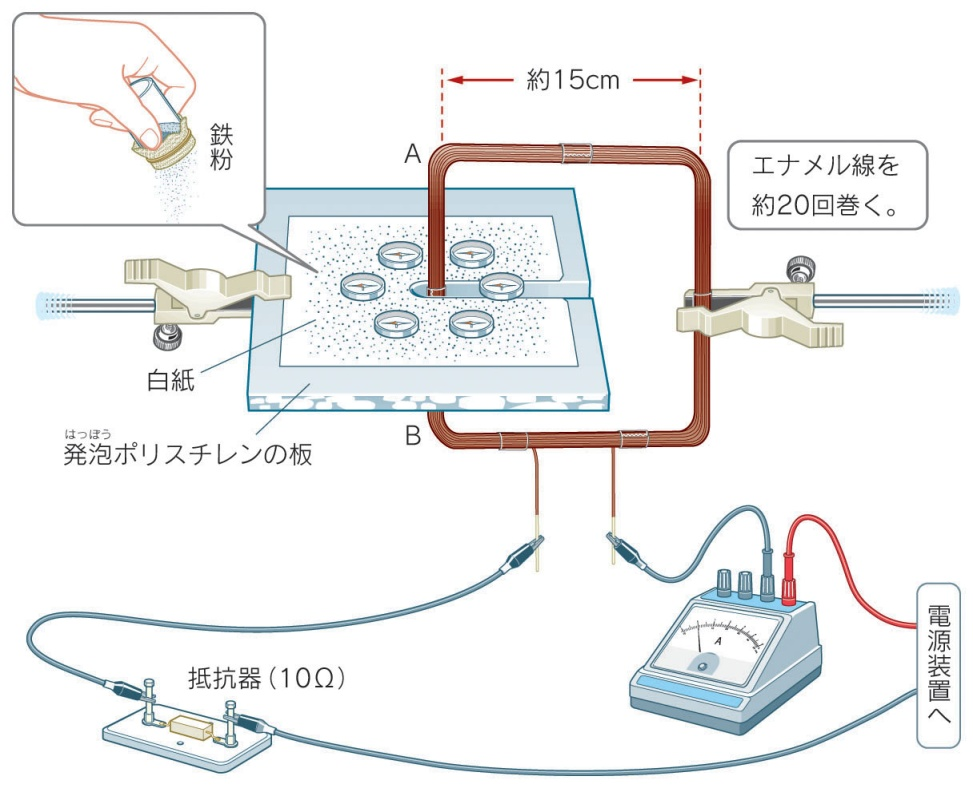 約15cm
鉄粉
A
エナメル線を
約20回巻く。
白紙
B
はっぽう
発泡ポリスチレンの板
A
電源装置へ
抵抗器(10Ω)